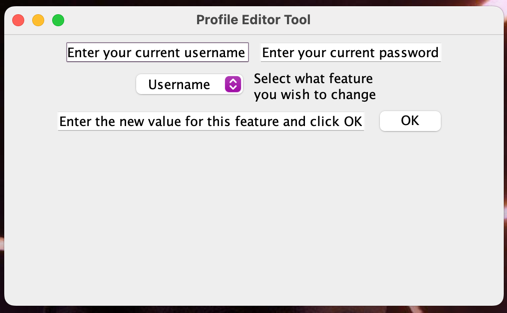 Profile Editor Tool
Enter your current username Enter your current password
Username Select what feature
you wish to change
Enter the new value for this feature and click OK OK